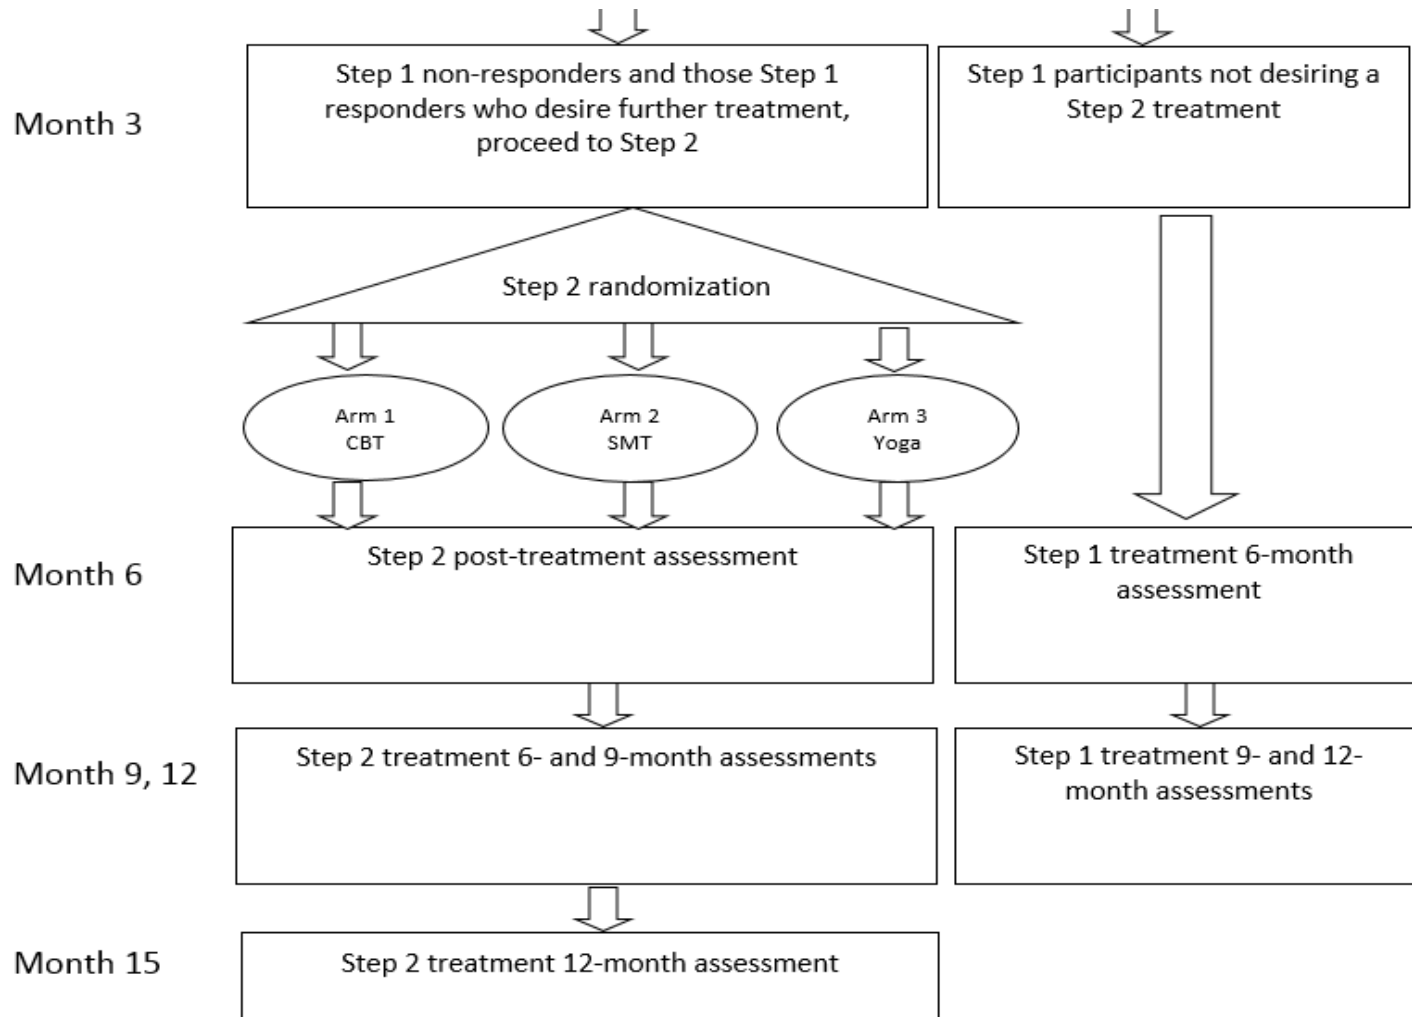 Month 3
Step 1 non-responders and those Step 1
responders who desire further treatment,
proceed to Step 2
Step 1 participants not desiring a
Step 2 treatment
Step 2 randomization
Arm 1
CBT
Arm 2
SMT
Arm 3
Yoga
Month 6
Step 2 post-treatment assessment
Step 1 treatment 6-month
assessment
Month 9, 12
Step 2 treatment 6- and 9-month assessments
Step 1 treatment 9- and 12-
month assessments
Month 15
Step 2 treatment 12-month assessment